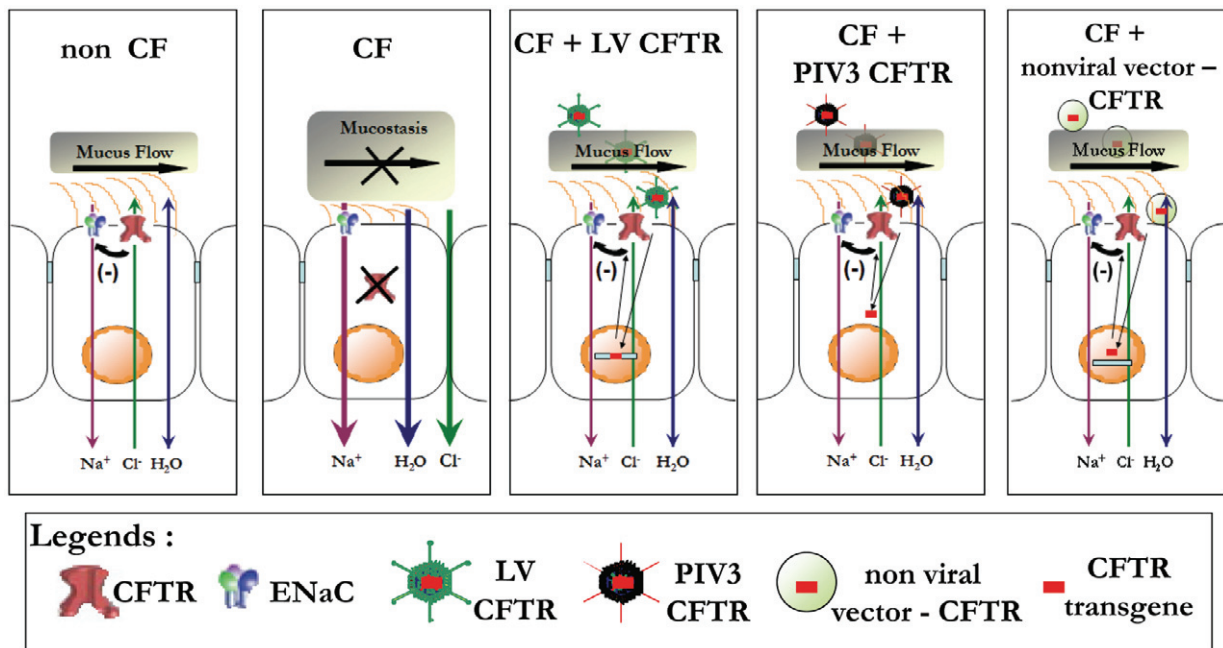 non CF
Mucus Flow
(-)
Na⁺ Cl⁻ H₂O
CF
Mucostasis
Na⁺ H₂O Cl⁻
CF + LV CFTR
Mucus Flow
(-)
Na⁺ Cl⁻ H₂O
CF +
PIV3 CFTR
Mucus Flow
(-)
Na⁺ Cl⁻ H₂O
CF +
nonviral vector –
CFTR
Mucus Flow
(-)
Na⁺ Cl⁻ H₂O
Legends :
CFTR
ENaC
LV
CFTR
PIV3
CFTR
non viral
vector - CFTR
CFTR
transgene